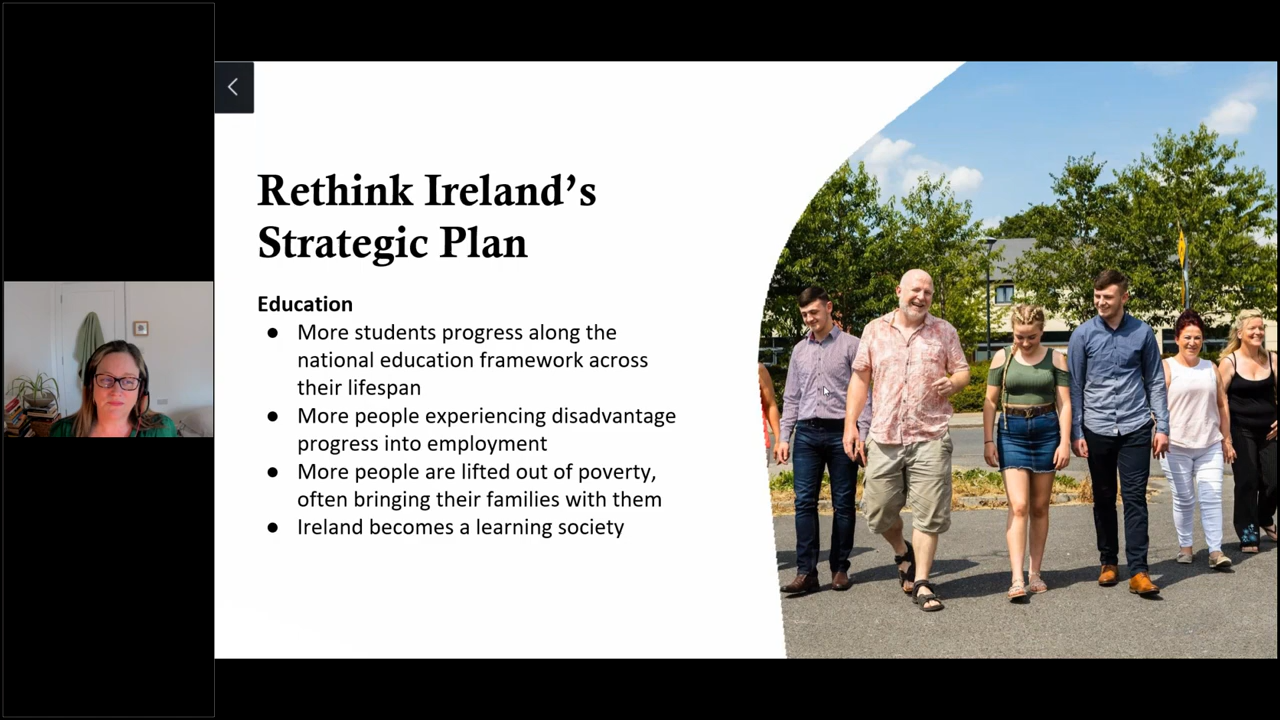 Rethink Ireland’s
Strategic Plan
Education
● More students progress along the
national education framework across
their lifespan
● More people experiencing disadvantage
progress into employment
● More people are lifted out of poverty,
often bringing their families with them
● Ireland becomes a learning society